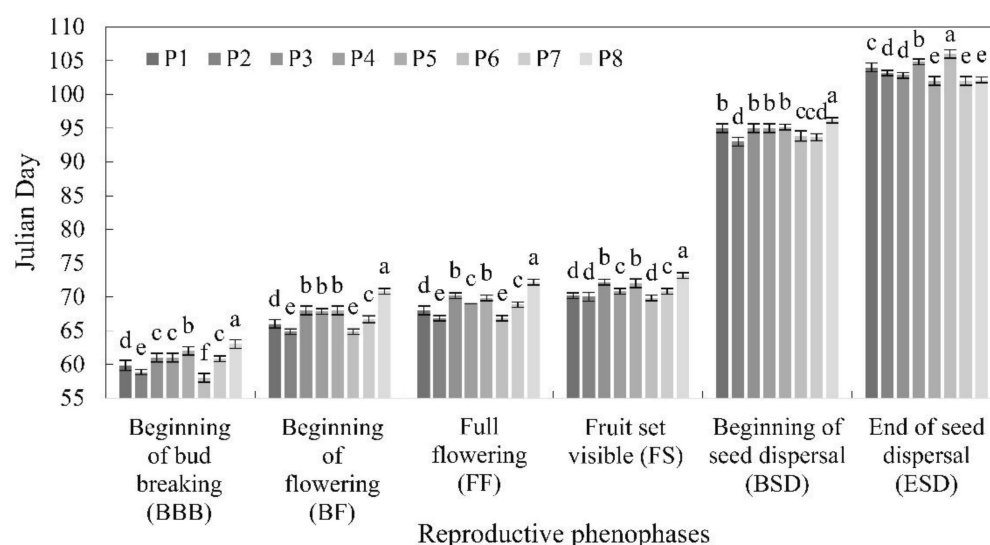 110
105
100
95
90
85
80
75
70
65
60
55
Julian Day
P1 P2 P3 P4 P5 P6 P7 P8
d e c c b f c a
d e b b b e c a
d e b c b e c a
d d b c b d c a
b d b b b c cd a
c d d b e a e e
Beginning of bud breaking (BBB)
Beginning of flowering (BF)
Full flowering (FF)
Fruit set visible (FS)
Beginning of seed dispersal (BSD)
End of seed dispersal (ESD)
Reproductive phenophases